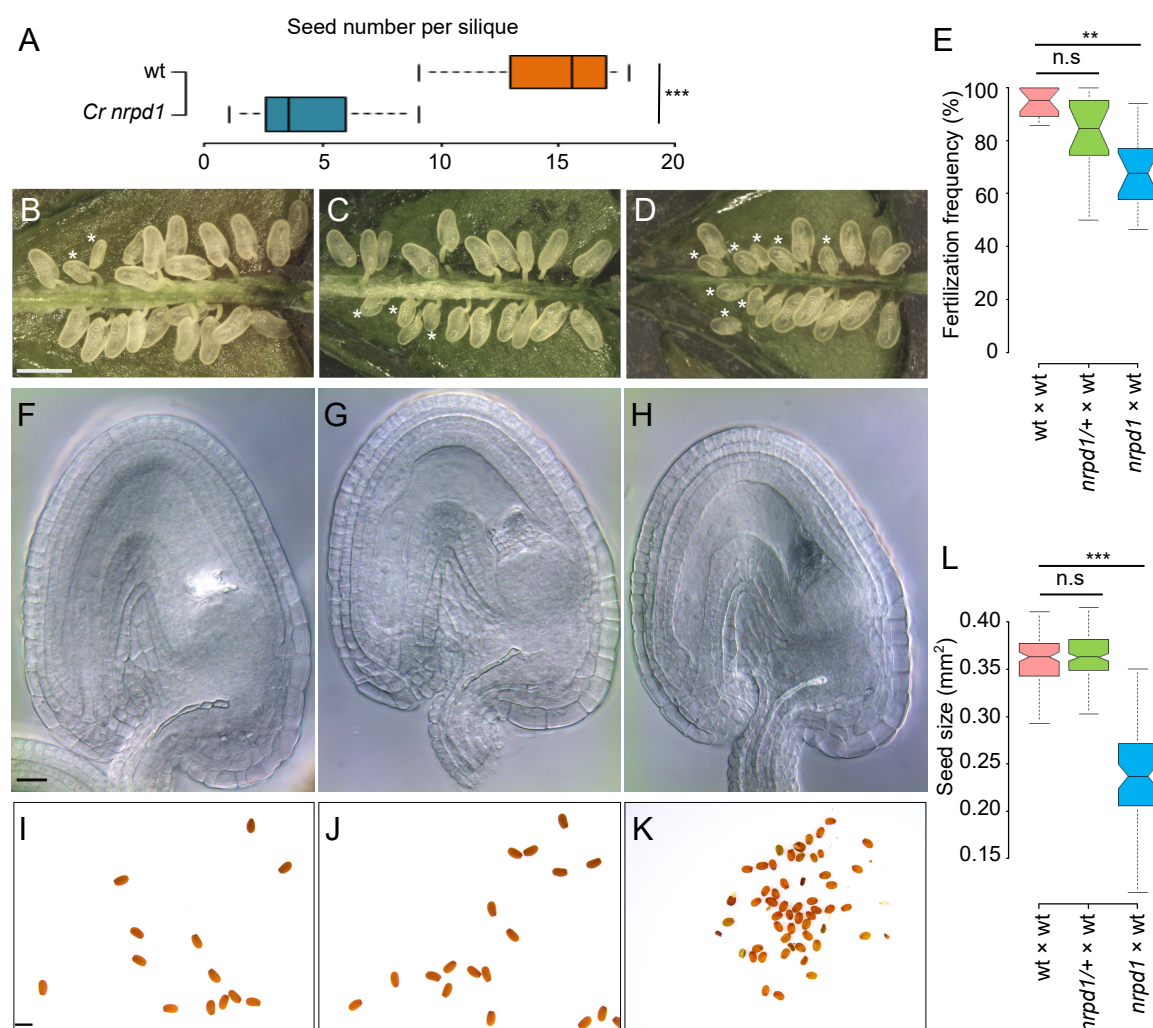 A
Seed number per silique
wt
Cr nrpd1
***
0 5 10 15 20
B
*
*
C
*
*
*
D
*
*
*
*
*
*
*
*
E
**
n.s
Fertilization frequency (%)
100
80
60
40
20
0
wt × wt
nrpd1/+ × wt
nrpd1 × wt
F
G
H
I
J
K
L
***
n.s
Seed size (mm²)
0.40
0.35
0.30
0.25
0.20
0.15
wt × wt
nrpd1/+ × wt
nrpd1 × wt